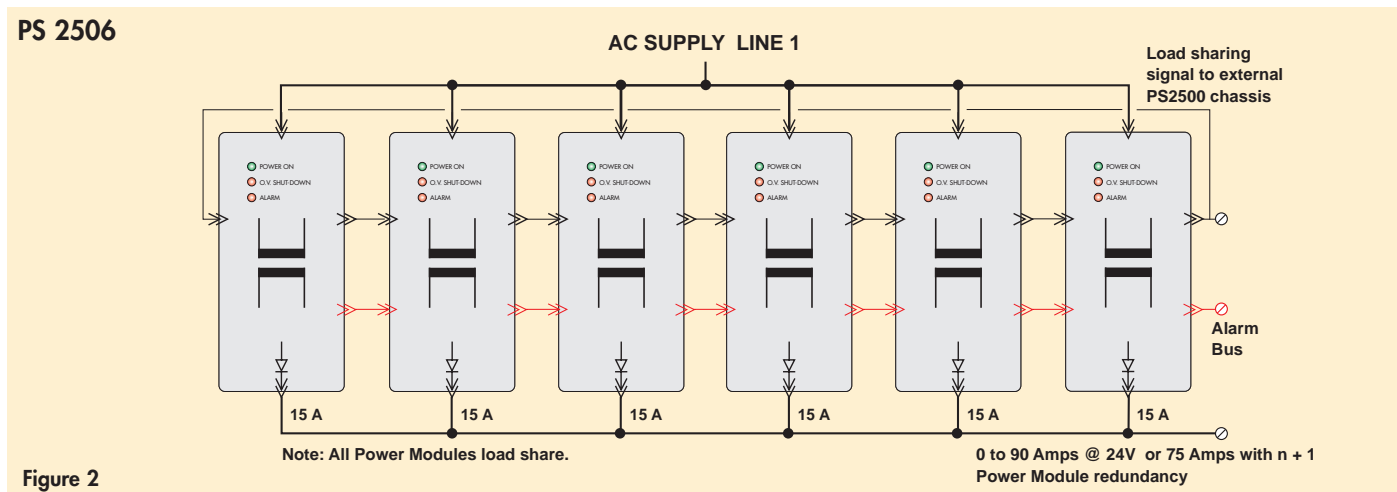 PS 2506
AC SUPPLY LINE 1
Load sharing
signal to external
PS2500 chassis
POWER ON
O.V. SHUT-DOWN
ALARM
POWER ON
O.V. SHUT-DOWN
ALARM
POWER ON
O.V. SHUT-DOWN
ALARM
POWER ON
O.V. SHUT-DOWN
ALARM
POWER ON
O.V. SHUT-DOWN
ALARM
POWER ON
O.V. SHUT-DOWN
ALARM
Alarm
Bus
15 A
15 A
15 A
15 A
15 A
15 A
Note: All Power Modules load share.
0 to 90 Amps @ 24V or 75 Amps with n + 1
Power Module redundancy
Figure 2